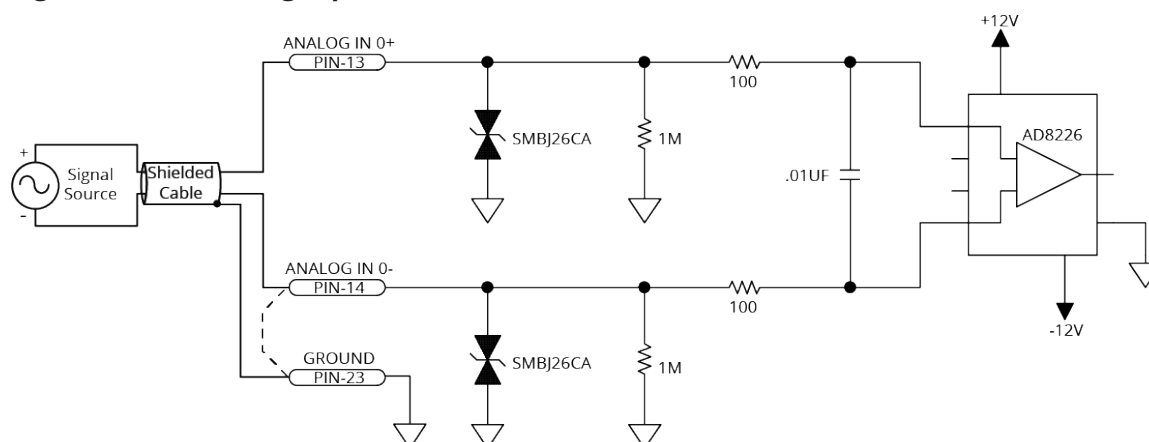 +12V
ANALOG IN 0+
PIN-13
100
SMBJ26CA
1M
AD8226
+
Signal
Source
-
Shielded
Cable
.01UF
ANALOG IN 0-
PIN-14
100
-12V
GROUND
PIN-23
SMBJ26CA
1M